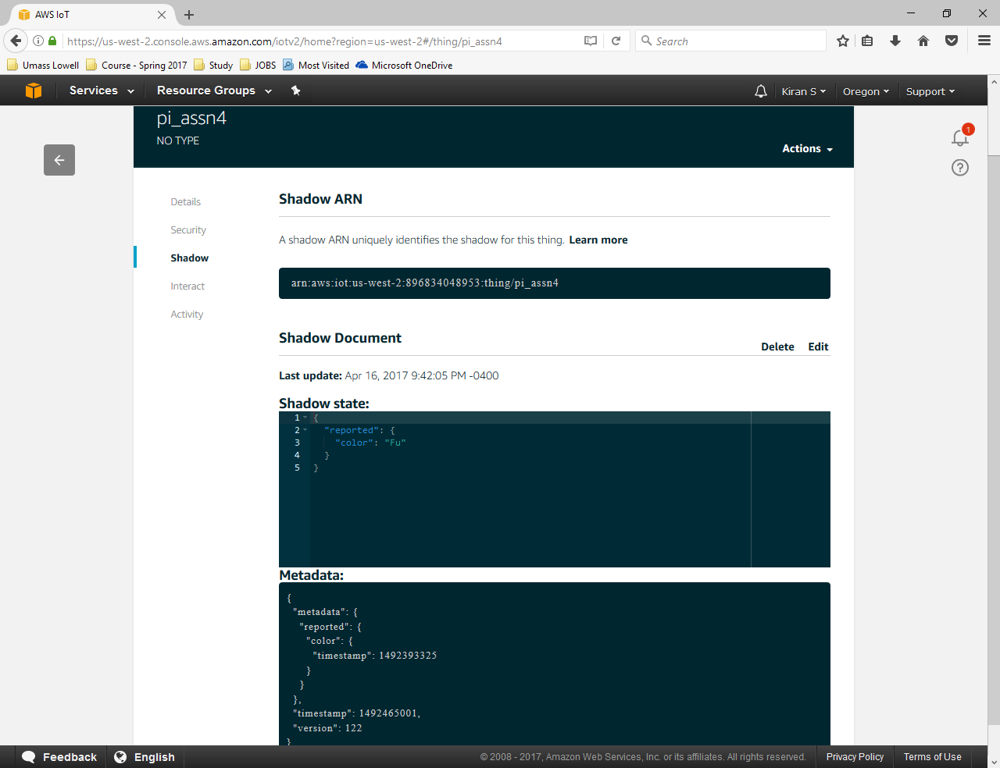 AWS IoT
https://us-west-2.console.aws.amazon.com/iotv2/home?region=us-west-2#/thing/pi_assn4
Search
Umass Lowell Course - Spring 2017 Study JOBS Most Visited Microsoft OneDrive
Services Resource Groups Kiran S Oregon Support
pi_assn4
NO TYPE
Actions
1
Details
Security
Shadow
Interact
Activity
Shadow ARN
A shadow ARN uniquely identifies the shadow for this thing. Learn more
arn:aws:iot:us-west-2:896834048953:thing/pi_assn4
Shadow Document
Delete Edit
Last update: Apr 16, 2017 9:42:05 PM -0400
Shadow state:
1 {
2 "reported": {
3 "color": "Fu"
4 }
5 }
Metadata:
{
"metadata": {
"reported": {
"color": {
"timestamp": 1492393325
}
}
},
"timestamp": 1492465001,
"version": 122
}
Feedback English © 2008 - 2017, Amazon Web Services, Inc. or its affiliates. All rights reserved. Privacy Policy Terms of Use